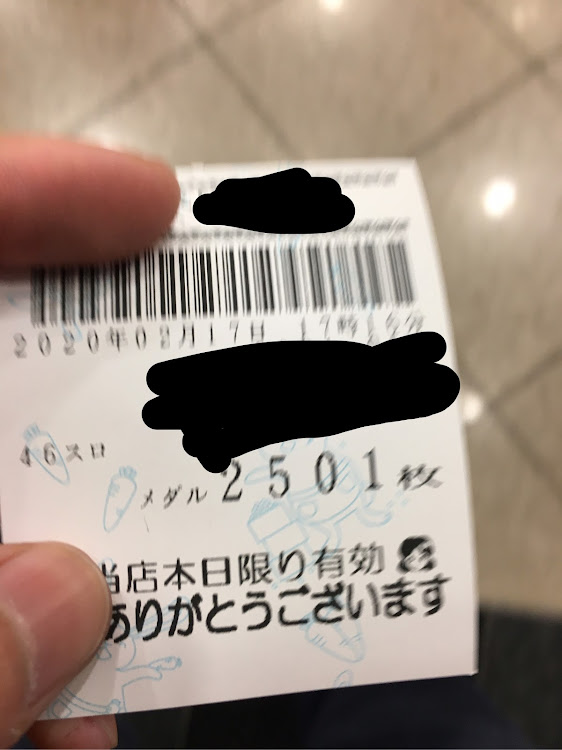 2020年02月17日 17時16分
46スロ
メダル 2501枚
当店本日限り有効
ありがとうございます